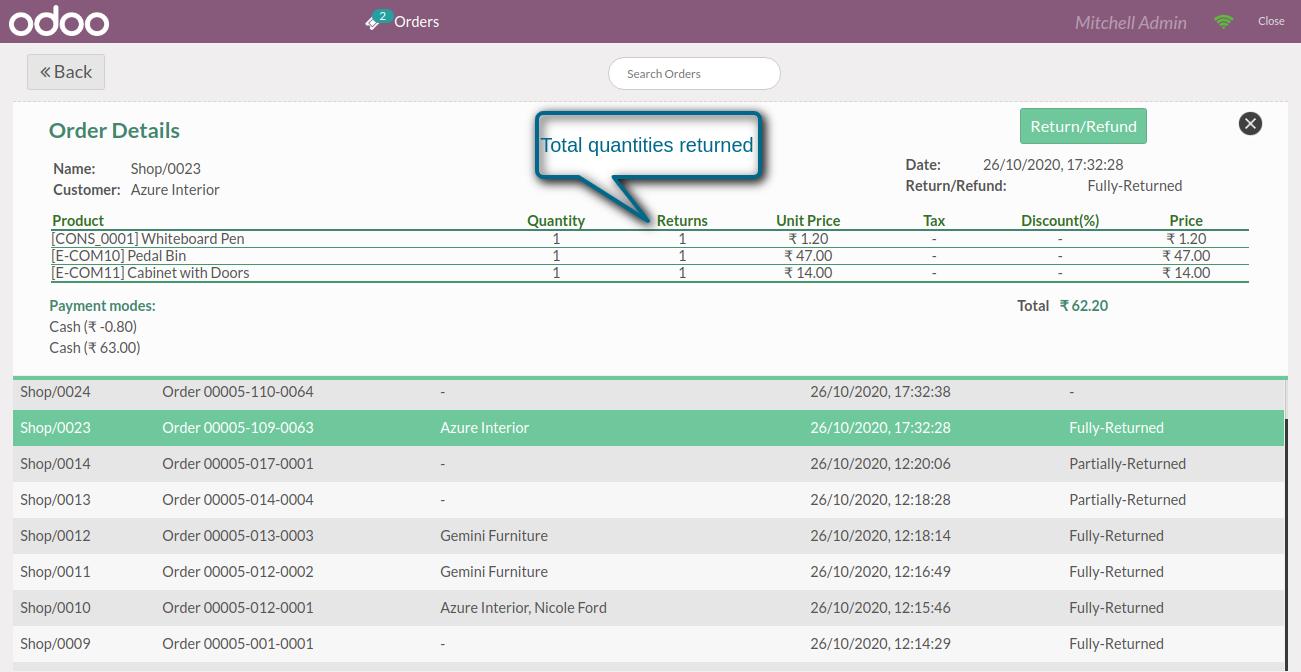 odoo 2 Orders Mitchell Admin Close
« Back Search Orders
Order Details Total quantities returned Return/Refund
Name: Shop/0023 Date: 26/10/2020, 17:32:28
Customer: Azure Interior Return/Refund: Fully-Returned
Product Quantity Returns Unit Price Tax Discount(%) Price
[CONS_0001] Whiteboard Pen 1 1 ₹ 1.20 - - ₹ 1.20
[E-COM10] Pedal Bin 1 1 ₹ 47.00 - - ₹ 47.00
[E-COM11] Cabinet with Doors 1 1 ₹ 14.00 - - ₹ 14.00
Payment modes: Total ₹ 62.20
Cash (₹ -0.80)
Cash (₹ 63.00)
Shop/0024 Order 00005-110-0064 - 26/10/2020, 17:32:38 -
Shop/0023 Order 00005-109-0063 Azure Interior 26/10/2020, 17:32:28 Fully-Returned
Shop/0014 Order 00005-017-0001 - 26/10/2020, 12:20:06 Partially-Returned
Shop/0013 Order 00005-014-0004 - 26/10/2020, 12:18:28 Partially-Returned
Shop/0012 Order 00005-013-0003 Gemini Furniture 26/10/2020, 12:18:14 Fully-Returned
Shop/0011 Order 00005-012-0002 Gemini Furniture 26/10/2020, 12:16:49 Fully-Returned
Shop/0010 Order 00005-012-0001 Azure Interior, Nicole Ford 26/10/2020, 12:15:46 Fully-Returned
Shop/0009 Order 00005-001-0001 - 26/10/2020, 12:14:29 Fully-Returned